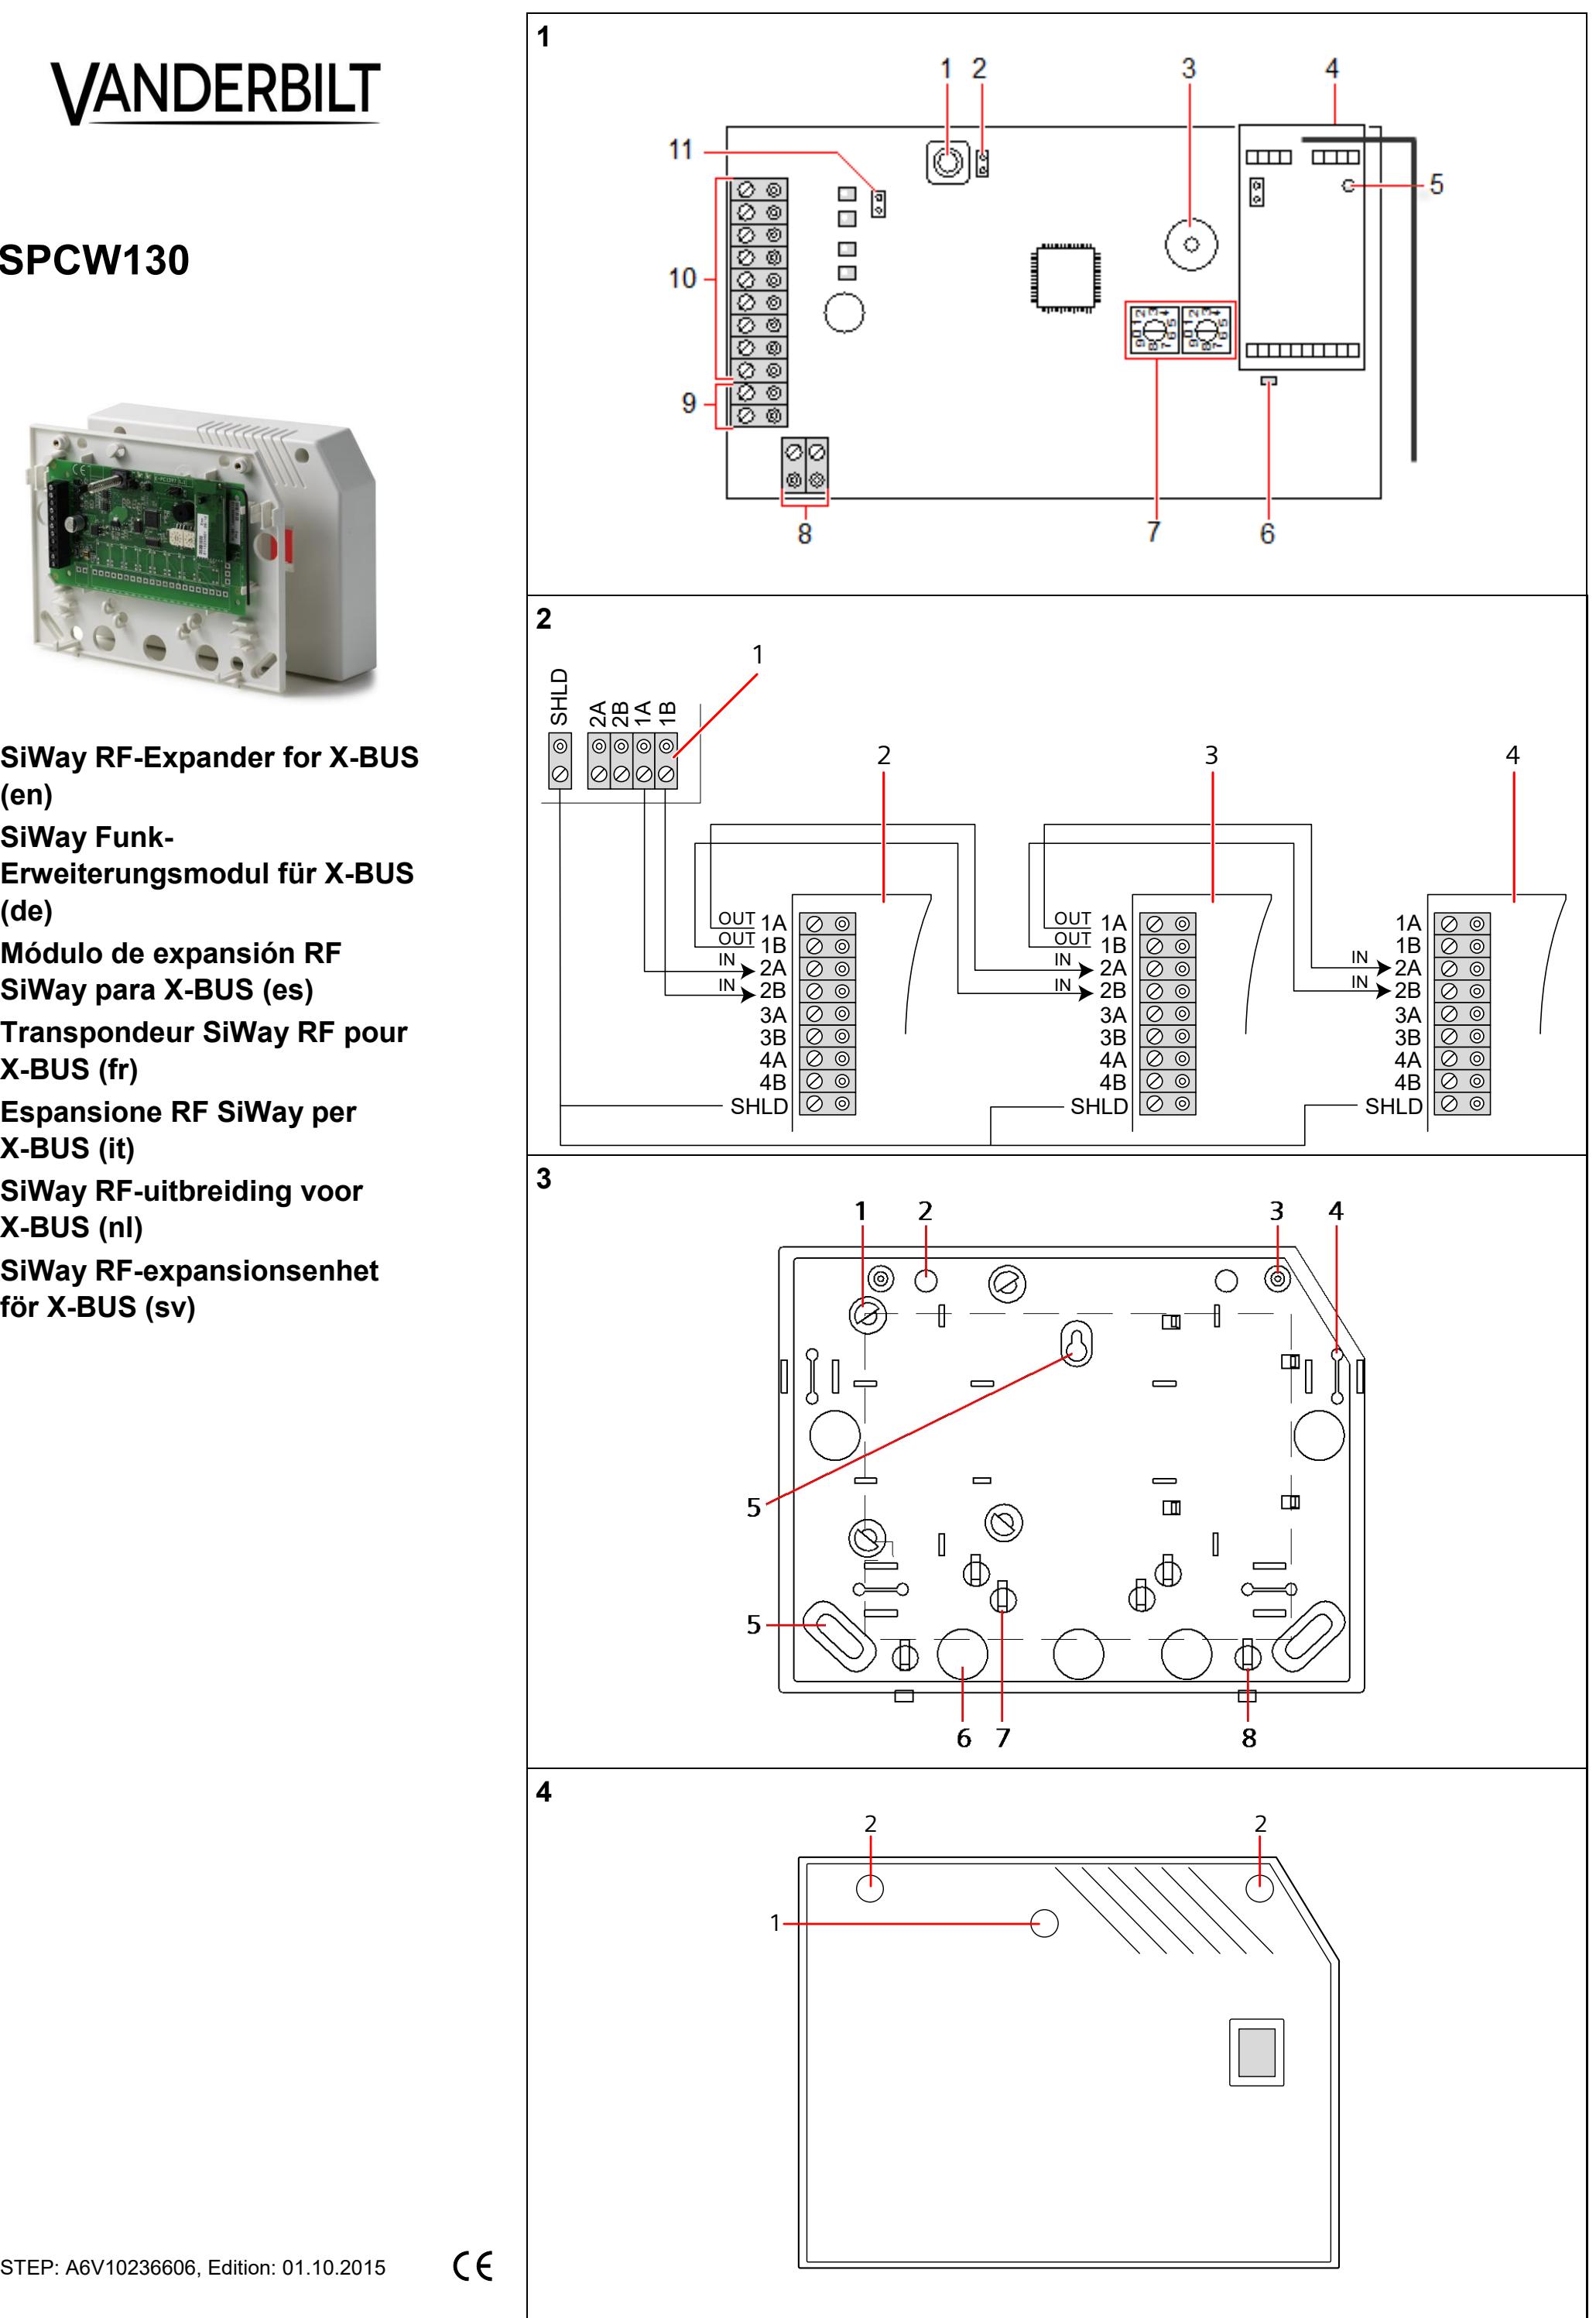 VANDERBILT
SPCW130
SiWay RF-Expander for X-BUS
(en)
SiWay Funk-
Erweiterungsmodul für X-BUS
(de)
Módulo de expansión RF
SiWay para X-BUS (es)
Transpondeur SiWay RF pour
X-BUS (fr)
Espansione RF SiWay per
X-BUS (it)
SiWay RF-uitbreiding voor
X-BUS (nl)
SiWay RF-expansionsenhet
för X-BUS (sv)
STEP: A6V10236606, Edition: 01.10.2015
CE
1
1 2 3 4
11
5
10
9
8 7 6
2
1
SHLD 2A 2B 1A 1B
2 3 4
OUT 1A OUT 1A 1A
OUT 1B OUT 1B 1B
IN 2A IN 2A IN 2A
IN 2B IN 2B IN 2B
3A 3A 3A
3B 3B 3B
4A 4A 4A
4B 4B 4B
SHLD SHLD SHLD
3
1 2 3 4
5
5
6 7 8
4
2 2
1